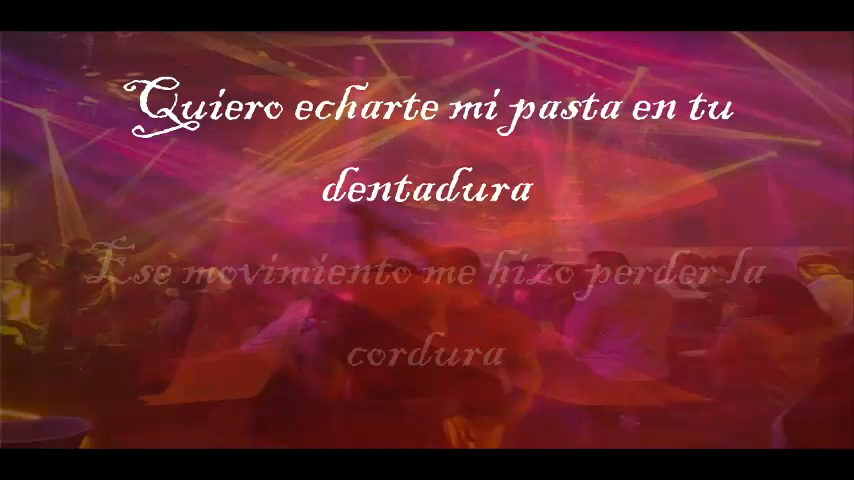 Quiero echarte mi pasta en tu
dentadura
Ese movimiento me hizo perder la
cordura